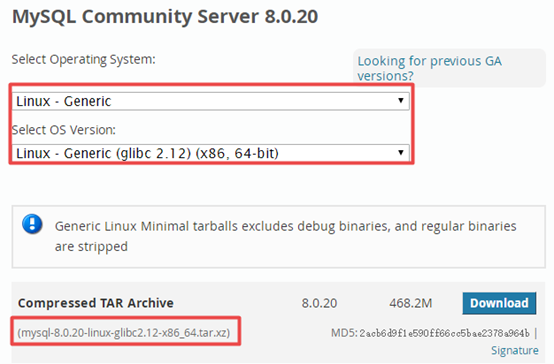 MySQL Community Server 8.0.20
Select Operating System:
Looking for previous GA
versions?
Linux - Generic
Select OS Version:
Linux - Generic (glibc 2.12) (x86, 64-bit)
Generic Linux Minimal tarballs excludes debug binaries, and regular binaries
are stripped
Compressed TAR Archive 8.0.20 468.2M Download
(mysql-8.0.20-linux-glibc2.12-x86_64.tar.xz) MD5: 2acb6d9f1e590ff66cc5bae2378a964b |
Signature